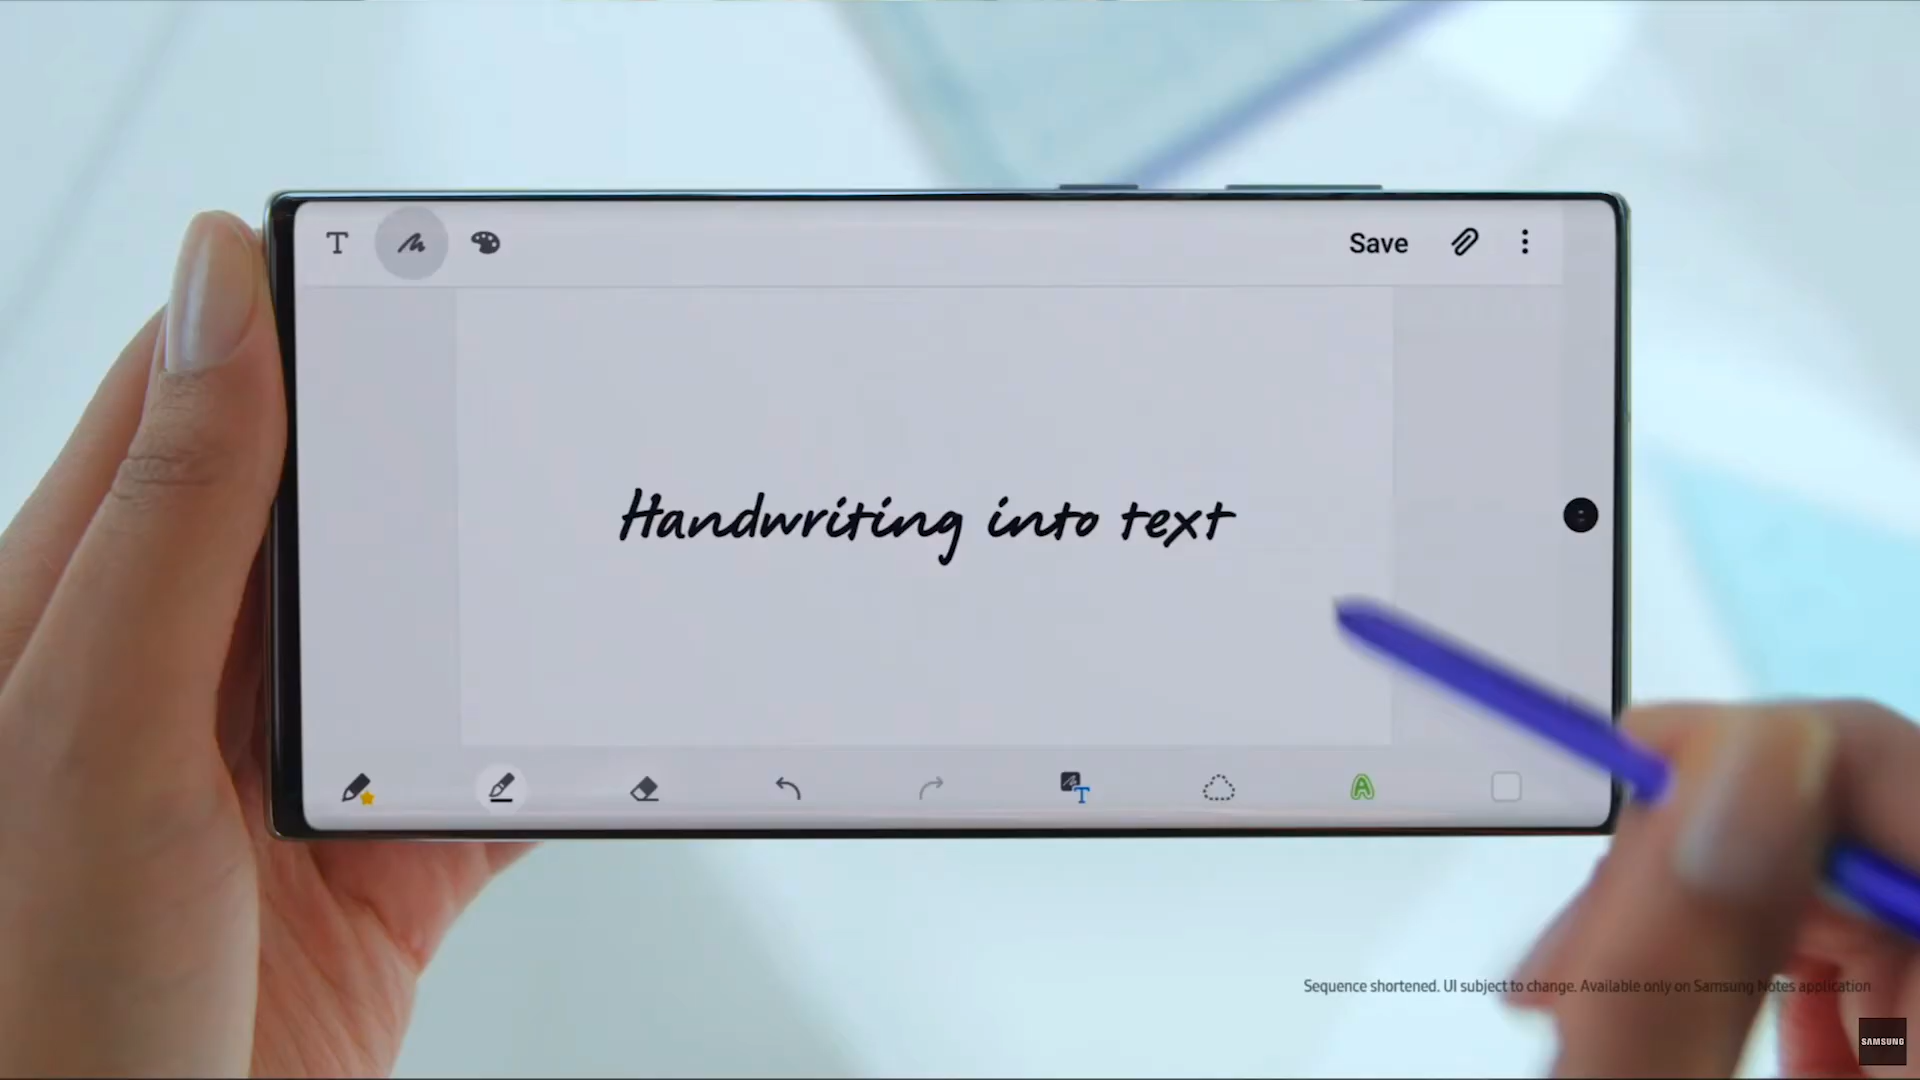 T
Save
Handwriting into text
T
A
Sequence shortened. UI subject to change. Available only on Samsung Notes application
SAMSUNG